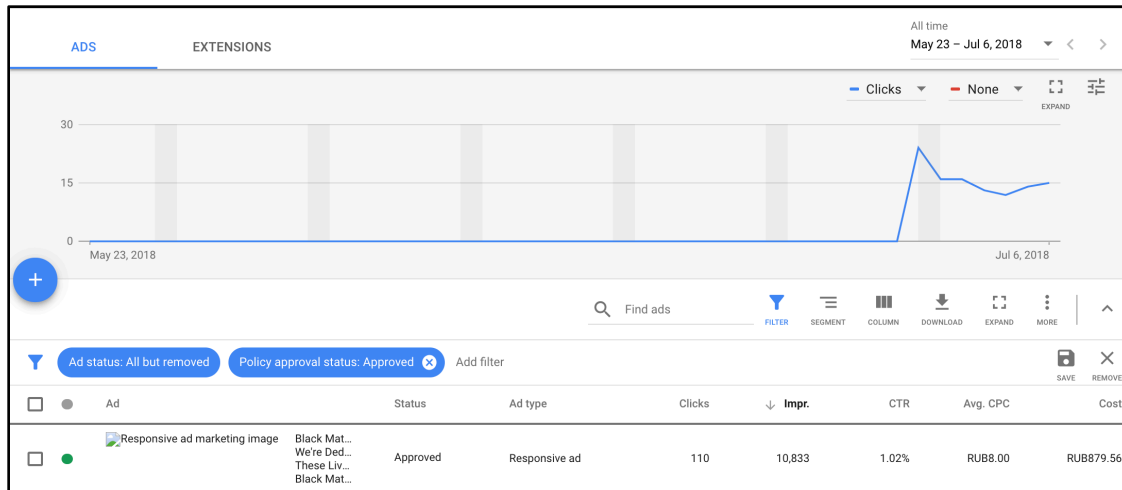 All time
ADS EXTENSIONS May 23 – Jul 6, 2018
Clicks None
EXPAND
30
15
0
May 23, 2018 Jul 6, 2018
+
Find ads
FILTER SEGMENT COLUMN DOWNLOAD EXPAND MORE
Ad status: All but removed Policy approval status: Approved Add filter
SAVE REMOVE
Ad Status Ad type Clicks Impr. CTR Avg. CPC Cost
Responsive ad marketing image Black Mat...
We're Ded...
These Liv...
Black Mat...
Approved Responsive ad 110 10,833 1.02% RUB8.00 RUB879.56